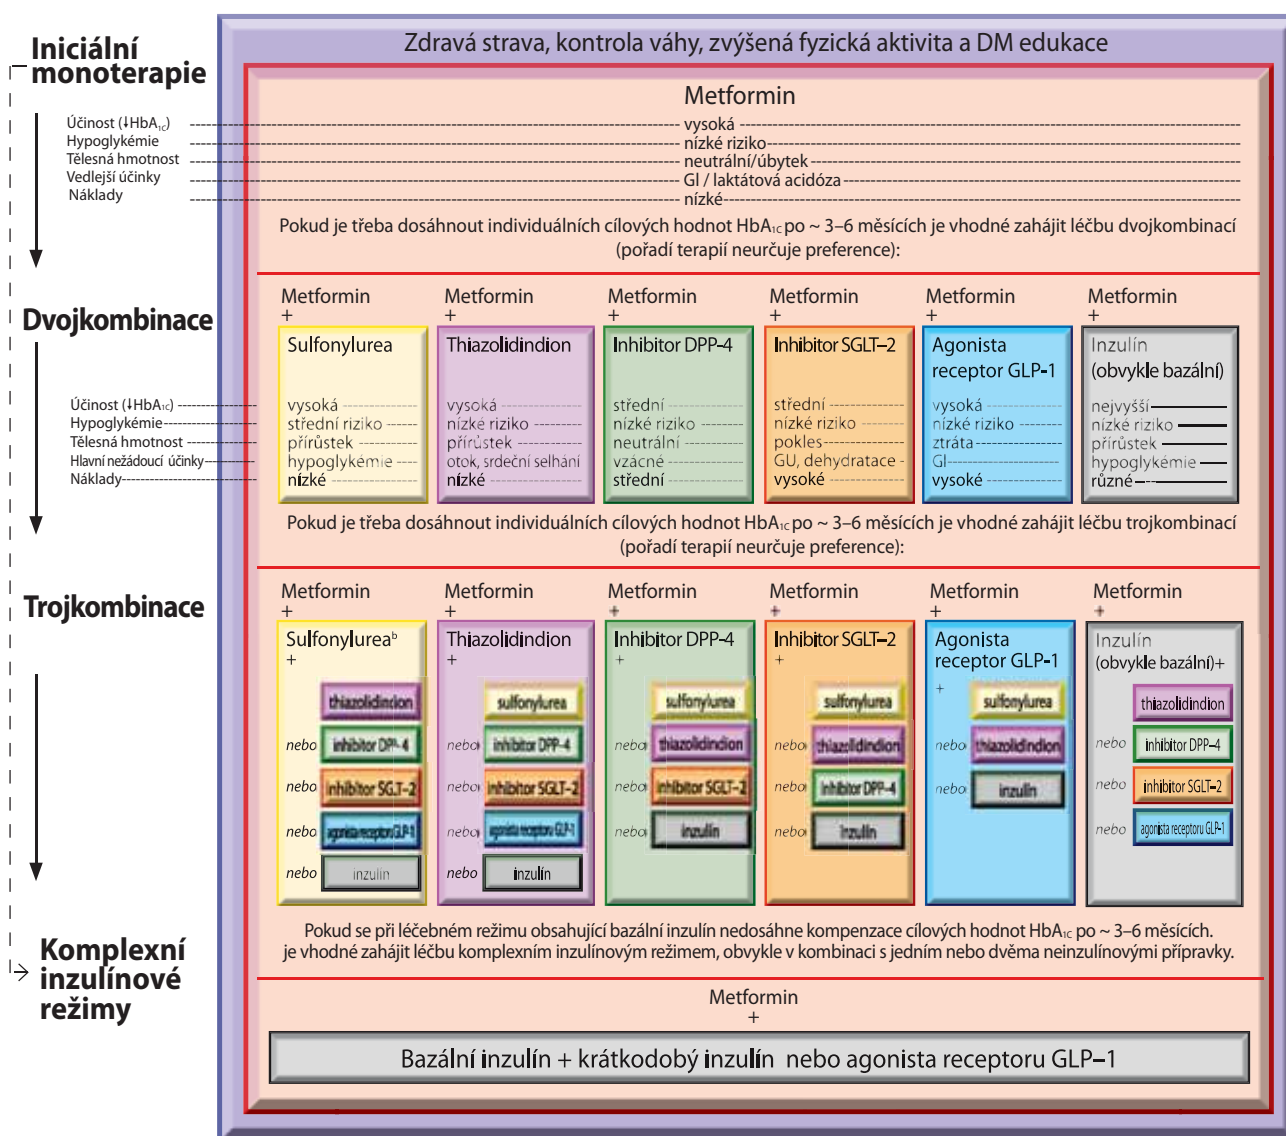 Zdravá strava, kontrola váhy, zvýšená fyzická aktivita a DM edukace
Iniciální
monoterapie
Metformin
Účinost (↓HbA1C) vysoká
Hypoglykémie nízké riziko
Tělesná hmotnost neutrální/úbytek
Vedlejší účinky GI / laktátová acidóza
Náklady nízké
Pokud je třeba dosáhnout individuálních cílových hodnot HbA1C po ~ 3–6 měsících je vhodné zahájit léčbu dvojkombinací
(pořadí terapií neurčuje preference):
Dvojkombinace
Metformin Metformin Metformin Metformin Metformin Metformin
+ + + + + +
Sulfonylurea Thiazolidindion Inhibitor DPP-4 Inhibitor SGLT–2 Agonista Inzulín
receptor GLP-1 (obvykle bazální)
Účinost (↓HbA1C) vysoká vysoká střední střední vysoká nejvyšší
Hypoglykémie střední riziko nízké riziko nízké riziko nízké riziko nízké riziko nízké riziko
Tělesná hmotnost přírůstek přírůstek neutrální pokles ztráta přírůstek
Hlavní nežádoucí účinky hypoglykémie otok, srdeční selhání vzácné GU, dehydratace GI hypoglykémie
Náklady nízké nízké střední vysoké vysoké různé
Pokud je třeba dosáhnout individuálních cílových hodnot HbA1C po ~ 3–6 měsících je vhodné zahájit léčbu trojkombinací
(pořadí terapií neurčuje preference):
Trojkombinace
Metformin Metformin Metformin Metformin Metformin Metformin
+ + + + + +
Sulfonylureab Thiazolidindion Inhibitor DPP-4 Inhibitor SGLT–2 Agonista Inzulín
+ + + + receptor GLP-1 (obvykle bazální)+
+
thiazolidindion sulfonylurea sulfonylurea sulfonylurea sulfonylurea thiazolidindion
nebo inhibitor DPP-4 nebo inhibitor DPP-4 nebo thiazolidindion nebo thiazolidindion nebo thiazolidindion nebo inhibitor DPP–4
nebo inhibitor SGLT–2 nebo inhibitor SGLT–2 nebo inhibitor SGLT–2 nebo inhibitor DPP-4 nebo inzulín nebo inhibitor SGLT–2
nebo agonista receptoru GLP-1 nebo agonista receptoru GLP-1 nebo inzulín nebo inzulín nebo agonista receptoru GLP-1
nebo inzulín nebo inzulín
Pokud se při léčebném režimu obsahující bazální inzulín nedosáhne kompenzace cílových hodnot HbA1C po ~ 3–6 měsících.
je vhodné zahájit léčbu komplexním inzulínovým režimem, obvykle v kombinaci s jedním nebo dvěma neinzulínovými přípravky.
Komplexní
inzulínové
režimy
Metformin
+
Bazální inzulín + krátkodobý inzulín nebo agonista receptoru GLP–1